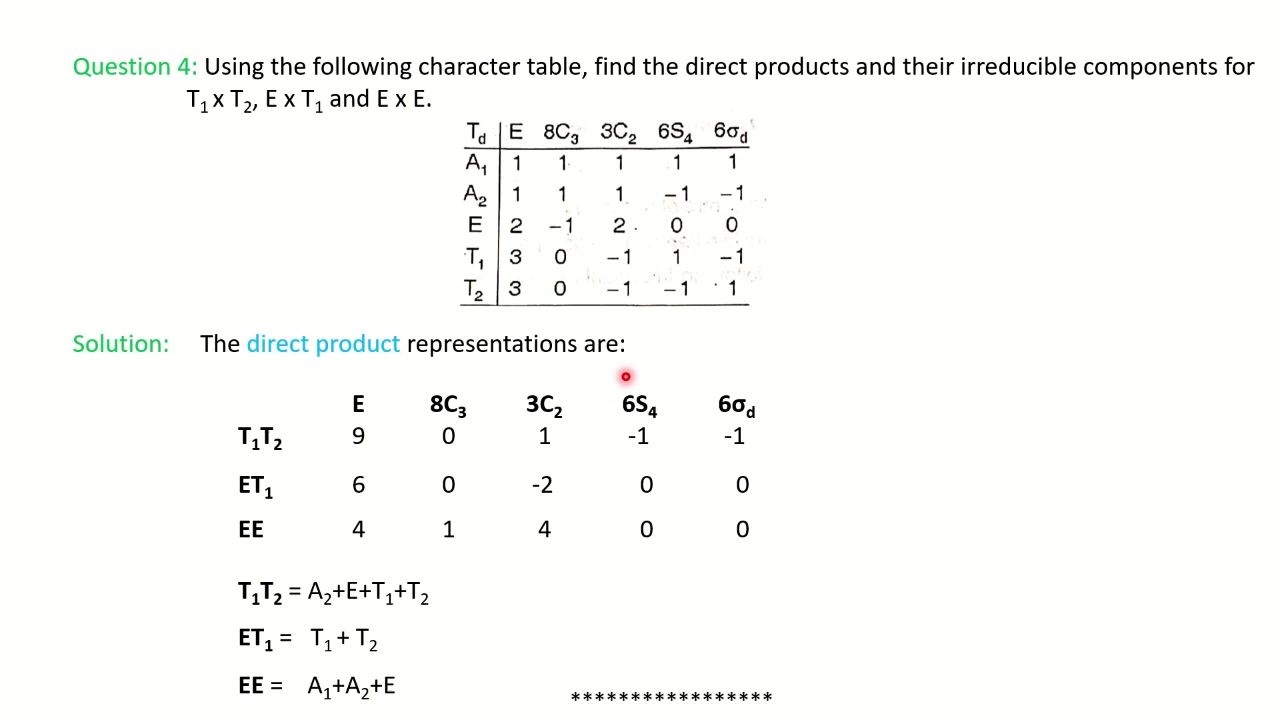 Question 4: Using the following character table, find the direct products and their irreducible components for
T₁ x T₂, E x T₁ and E x E.
T_d E 8C₃ 3C₂ 6S₄ 6σ_d
A₁ 1 1 1 1 1
A₂ 1 1 1 −1 −1
E 2 −1 2 0 0
T₁ 3 0 −1 1 −1
T₂ 3 0 −1 −1 1
Solution: The direct product representations are:
E 8C₃ 3C₂ 6S₄ 6σ_d
T₁T₂ 9 0 1 -1 -1
ET₁ 6 0 -2 0 0
EE 4 1 4 0 0
T₁T₂ = A₂+E+T₁+T₂
ET₁ = T₁ + T₂
EE = A₁+A₂+E
*****************